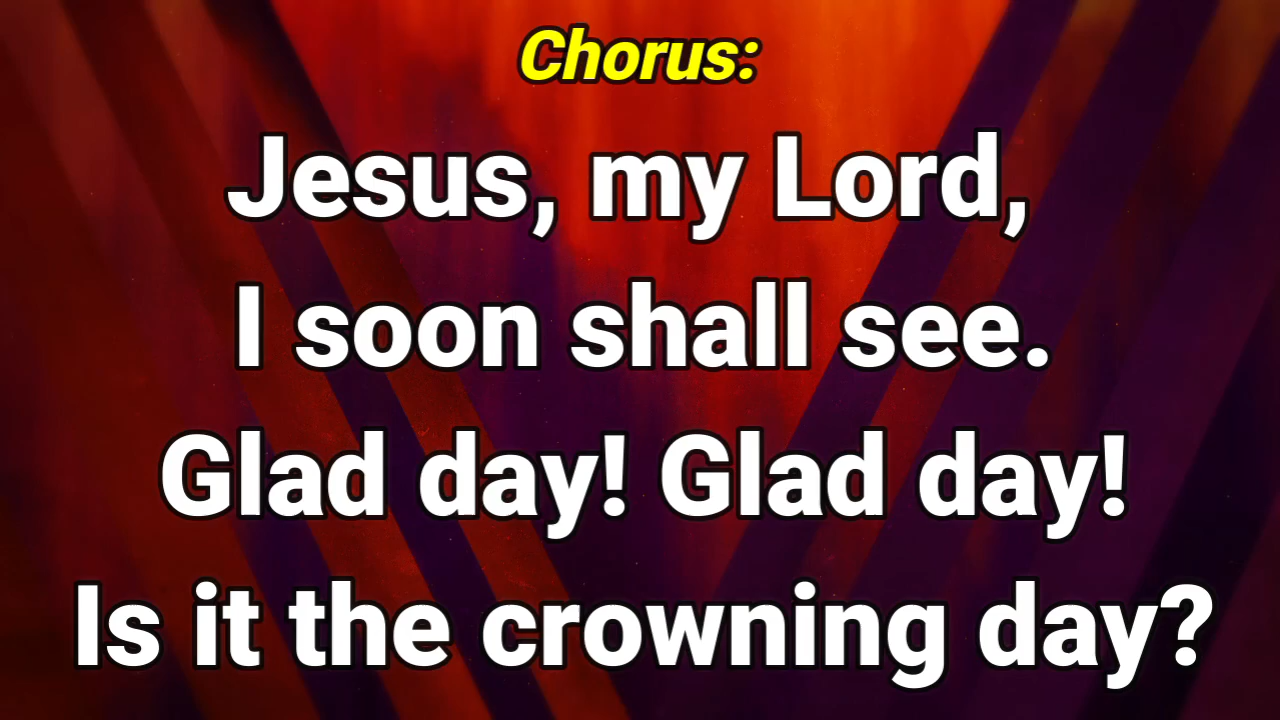 Chorus:
Jesus, my Lord,
I soon shall see.
Glad day! Glad day!
Is it the crowning day?